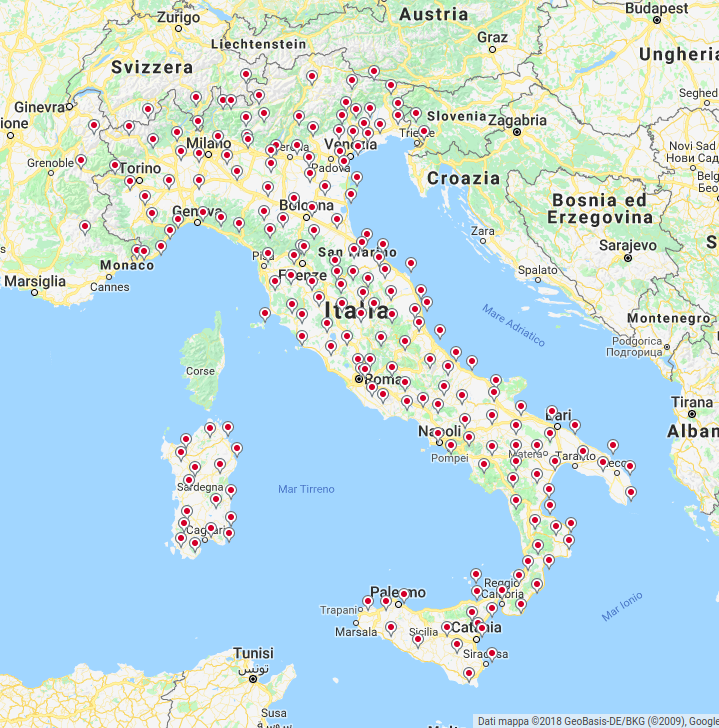 Budapest
Austria
Zurigo
Graz
Liechtenstein
Ungheria
Svizzera
Seghed
Ginevra
Slovenia
Zagabria
Milano
Trieste
Novi Sad
Нови Сад
Grenoble
Padova
Torino
Croazia
Bosnia ed
Erzegovina
Bologna
Genova
Zara
Sarajevo
San Marino
Monaco
Firenze
Marsiglia
Cannes
Spalato
Mare Adriatico
Montenegro
Italia
Podgorica
Подгорица
Corse
Roma
Tirana
Bari
Napoli
Pompei
Matera
Taranto
Lecce
Sardegna
Mar Tirreno
Cagliari
Reggio
Calabria
Palermo
Mar Ionio
Trapani
Marsala
Sicilia
Catania
Siracusa
Tunisi
تونس
Susa
Dati mappa ©2018 GeoBasis-DE/BKG (©2009), Google